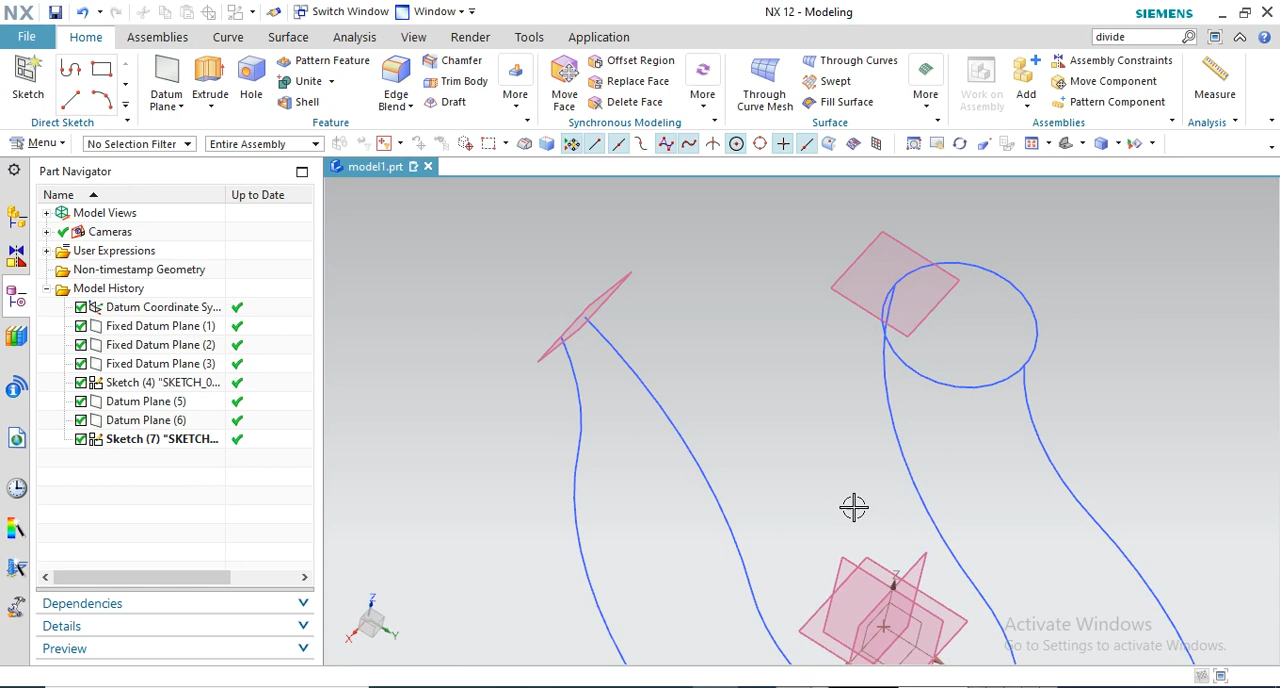 NX Switch Window Window NX 12 - Modeling SIEMENS
File Home Assemblies Curve Surface Analysis View Render Tools Application divide
Sketch Datum Plane Extrude Hole Pattern Feature Unite Shell Edge Blend Chamfer Trim Body Draft More Move Face Offset Region Replace Face Delete Face More Through Curve Mesh Through Curves Swept Fill Surface More Work on Assembly Add Assembly Constraints Move Component Pattern Component Measure
Direct Sketch Feature Synchronous Modeling Surface Assemblies Analysis
Menu No Selection Filter Entire Assembly
Part Navigator model1.prt
Name Up to Date
Model Views
Cameras
User Expressions
Non-timestamp Geometry
Model History
Datum Coordinate Sy...
Fixed Datum Plane (1)
Fixed Datum Plane (2)
Fixed Datum Plane (3)
Sketch (4) "SKETCH_0...
Datum Plane (5)
Datum Plane (6)
Sketch (7) "SKETCH...
Z
Dependencies
Details
Preview
Z
X Y
Activate Windows
Go to Settings to activate Windows.